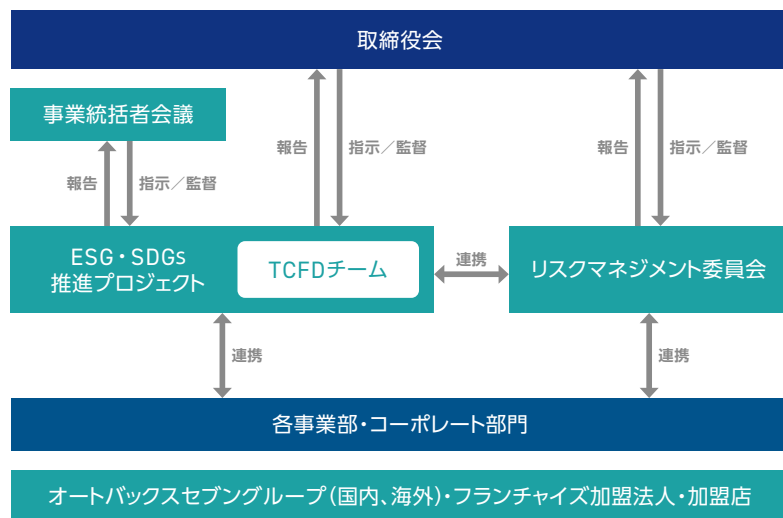 取締役会
事業統括者会議
報告
指示／監督
報告
指示／監督
報告
指示／監督
ESG・SDGs
推進プロジェクト
TCFDチーム
連携
リスクマネジメント委員会
連携
連携
各事業部・コーポレート部門
オートバックスセブングループ（国内、海外）・フランチャイズ加盟法人・加盟店